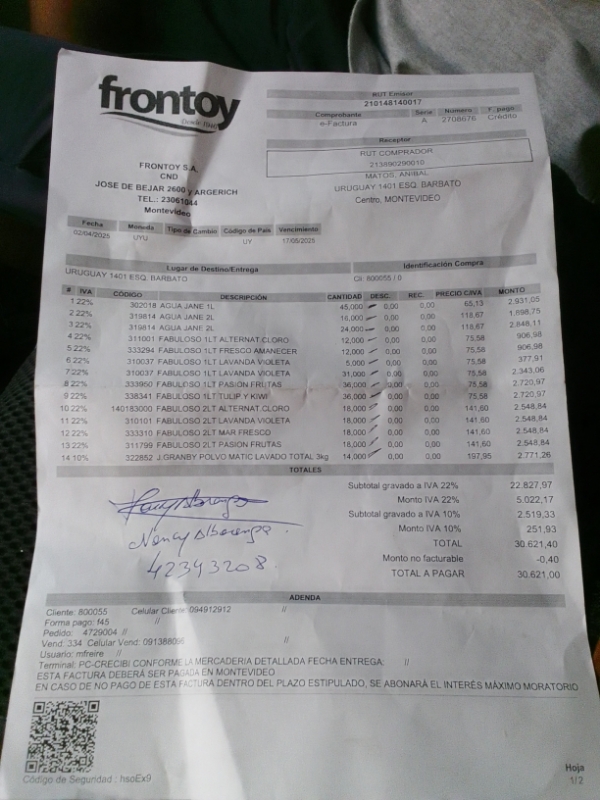 frontoy
Desde 1910
RUT Emisor
210148140017
Comprobante Serie Número F. pago
e-Factura A 2708676 Crédito
Receptor
RUT COMPRADOR
213990290010
MATOS, ANIBAL
URUGUAY 1401 ESQ. BARBATO
Centro, MONTEVIDEO
FRONTOY S.A.
CND
JOSE DE BEJAR 2600 y ARGERICH
TEL.: 23061044
Montevideo
Fecha Moneda Tipo de Cambio Código de País Vencimiento
02/04/2025 UYU UY 17/05/2025
Lugar de Destino/Entrega Identificación Compra
URUGUAY 1401 ESQ. BARBATO Cli: 800055 / 0
# IVA CÓDIGO DESCRIPCIÓN CANTIDAD DESC. REC. PRECIO C/IVA MONTO
1 22% 302018 AGUA JANE 1L 45,000 0,00 0,00 65,13 2.931,05
2 22% 319814 AGUA JANE 2L 16,000 0,00 0,00 118,67 1.898,75
3 22% 319814 AGUA JANE 2L 24,000 0,00 0,00 118,67 2.848,11
4 22% 311001 FABULOSO 1LT ALTERNAT.CLORO 12,000 0,00 0,00 75,58 906,98
5 22% 333294 FABULOSO 1LT FRESCO AMANECER 12,000 0,00 0,00 75,58 906,98
6 22% 310037 FABULOSO 1LT LAVANDA VIOLETA 5,000 0,00 0,00 75,58 377,91
7 22% 310037 FABULOSO 1LT LAVANDA VIOLETA 31,000 0,00 0,00 75,58 2.343,06
8 22% 333950 FABULOSO 1LT PASIÓN FRUTAS 36,000 0,00 0,00 75,58 2.720,97
9 22% 338341 FABULOSO 1LT TULIP Y KIWI 36,000 0,00 0,00 75,58 2.720,97
10 22% 140183000 FABULOSO 2LT ALTERNAT.CLORO 18,000 0,00 0,00 141,60 2.548,84
11 22% 310101 FABULOSO 2LT LAVANDA VIOLETA 18,000 0,00 0,00 141,60 2.548,84
12 22% 333310 FABULOSO 2LT MAR FRESCO 18,000 0,00 0,00 141,60 2.548,84
13 22% 311799 FABULOSO 2LT PASION FRUTAS 18,000 0,00 0,00 141,60 2.548,84
14 10% 322852 J.GRANBY POLVO MATIC LAVADO TOTAL 3kg 14,000 0,00 0,00 197,95 2.771,26
TOTALES
Subtotal gravado a IVA 22% 22.827,97
Monto IVA 22% 5.022,17
Subtotal gravado a IVA 10% 2.519,33
Monto IVA 10% 251,93
TOTAL 30.621,40
Monto no facturable -0,40
TOTAL A PAGAR 30.621,00
Nancy
42343208
ADENDA
Cliente: 800055 Celular Cliente: 094912912 //
Forma pago: f45
Pedido: 4729004 //
Vend: 334 Celular Vend: 091388096 //
Usuario: mfreire //
Terminal: PC-CRECIBI CONFORME LA MERCADERIA DETALLADA FECHA ENTREGA: //
ESTA FACTURA DEBERÁ SER PAGADA EN MONTEVIDEO
EN CASO DE NO PAGO DE ESTA FACTURA DENTRO DEL PLAZO ESTIPULADO, SE ABONARÁ EL INTERÉS MÁXIMO MORATORIO
Código de Seguridad : hsoEx9
Hoja
1/2